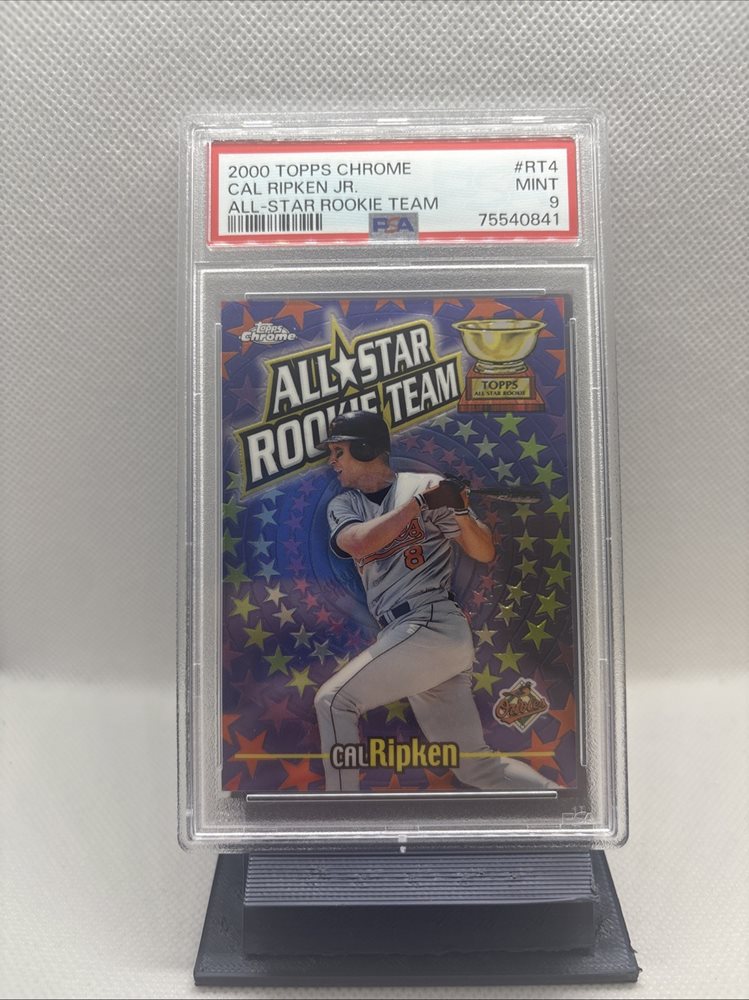 2000 TOPPS CHROME #RT4
CAL RIPKEN JR. MINT
ALL-STAR ROOKIE TEAM 9
PSA 75540841
Topps
Chrome
ALL★STAR
ROOKIE TEAM
TOPPS
ALL STAR ROOKIE
8
Orioles
CAL Ripken
PSA